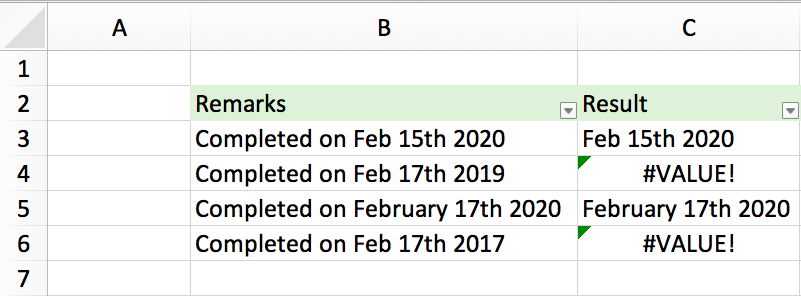 A B C
1
2 Remarks Result
3 Completed on Feb 15th 2020 Feb 15th 2020
4 Completed on Feb 17th 2019 #VALUE!
5 Completed on February 17th 2020 February 17th 2020
6 Completed on Feb 17th 2017 #VALUE!
7